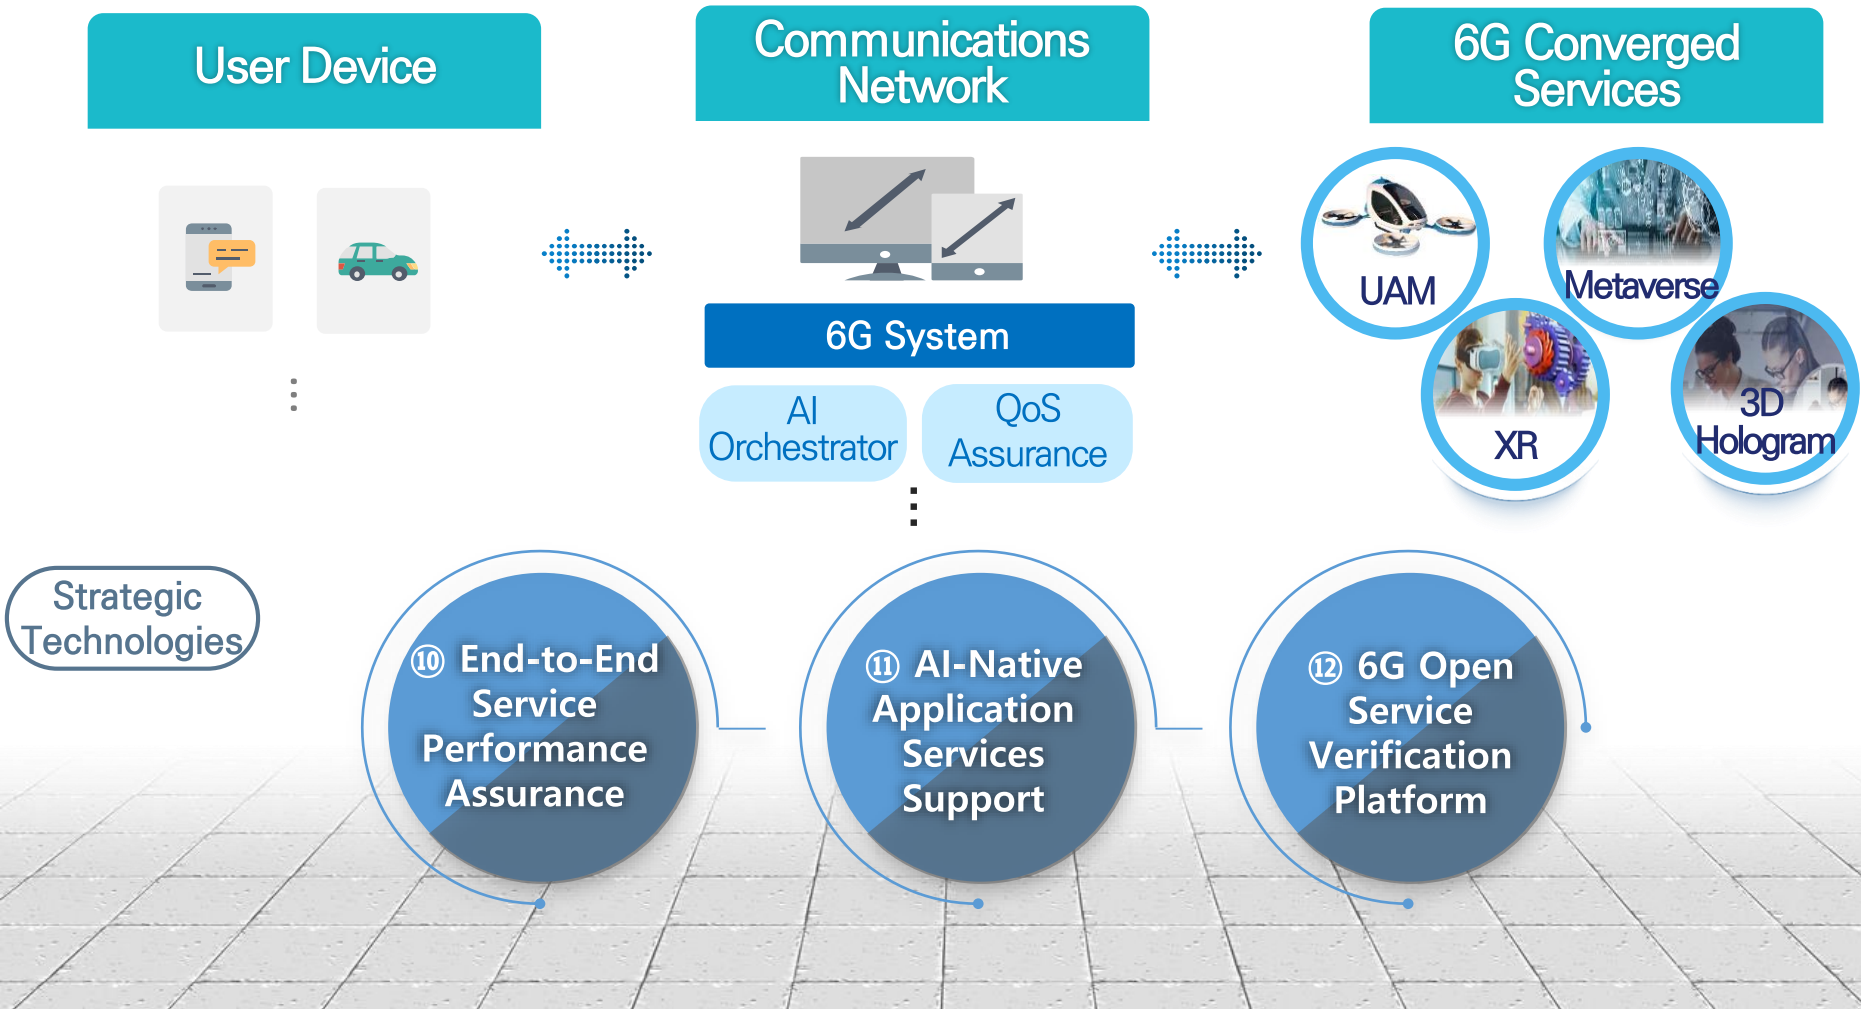 User Device
Communications
Network
6G Converged
Services
UAM
Metaverse
XR
3D
Hologram
6G System
AI
Orchestrator
QoS
Assurance
Strategic
Technologies
⑩ End-to-End
Service
Performance
Assurance
⑪ AI-Native
Application
Services
Support
⑫ 6G Open
Service
Verification
Platform